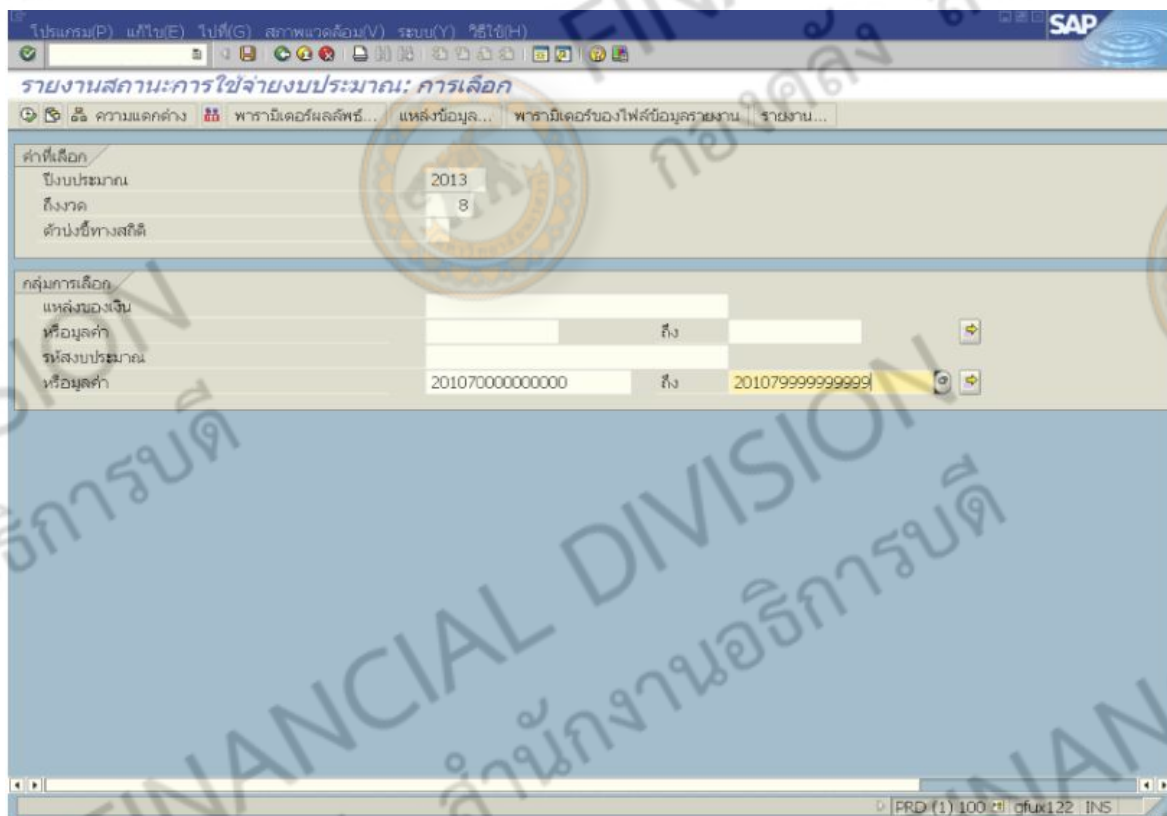 โปรแกรม(P) แก้ไข(E) ไปที่(G) สภาพแวดล้อม(V) ระบบ(Y) วิธีใช้(H)
SAP
รายงานสถานะการใช้จ่ายงบประมาณ: การเลือก
ความแตกต่าง พารามิเตอร์ผลลัพธ์... แหล่งข้อมูล... พารามิเตอร์ของไฟล์ข้อมูลรายงาน รายงาน...
ค่าที่เลือก
ปีงบประมาณ 2013
ถึงงวด 8
ตัวบ่งชี้ทางสถิติ
กลุ่มการเลือก
แหล่งของเงิน
หรือมูลค่า ถึง
รหัสงบประมาณ
หรือมูลค่า 201070000000000 ถึง 201079999999999
PRD (1) 100 gfux122 INS
กองคลัง
FINANCIAL DIVISION
สำนักงานอธิการบดี